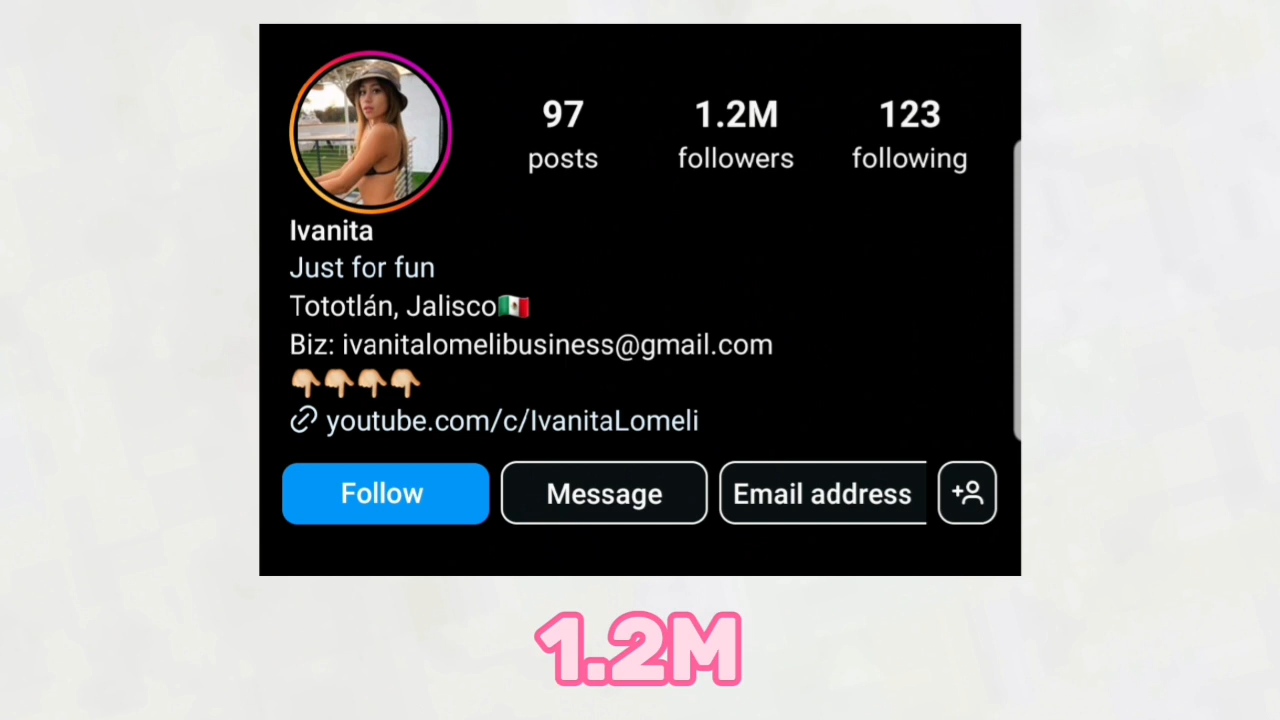 97 1.2M 123
posts followers following
Ivanita
Just for fun
Tototlán, Jalisco🇲🇽
Biz: ivanitalomelibusiness@gmail.com
👇🏼👇🏼👇🏼👇🏼
youtube.com/c/IvanitaLomeli
Follow Message Email address
1.2M